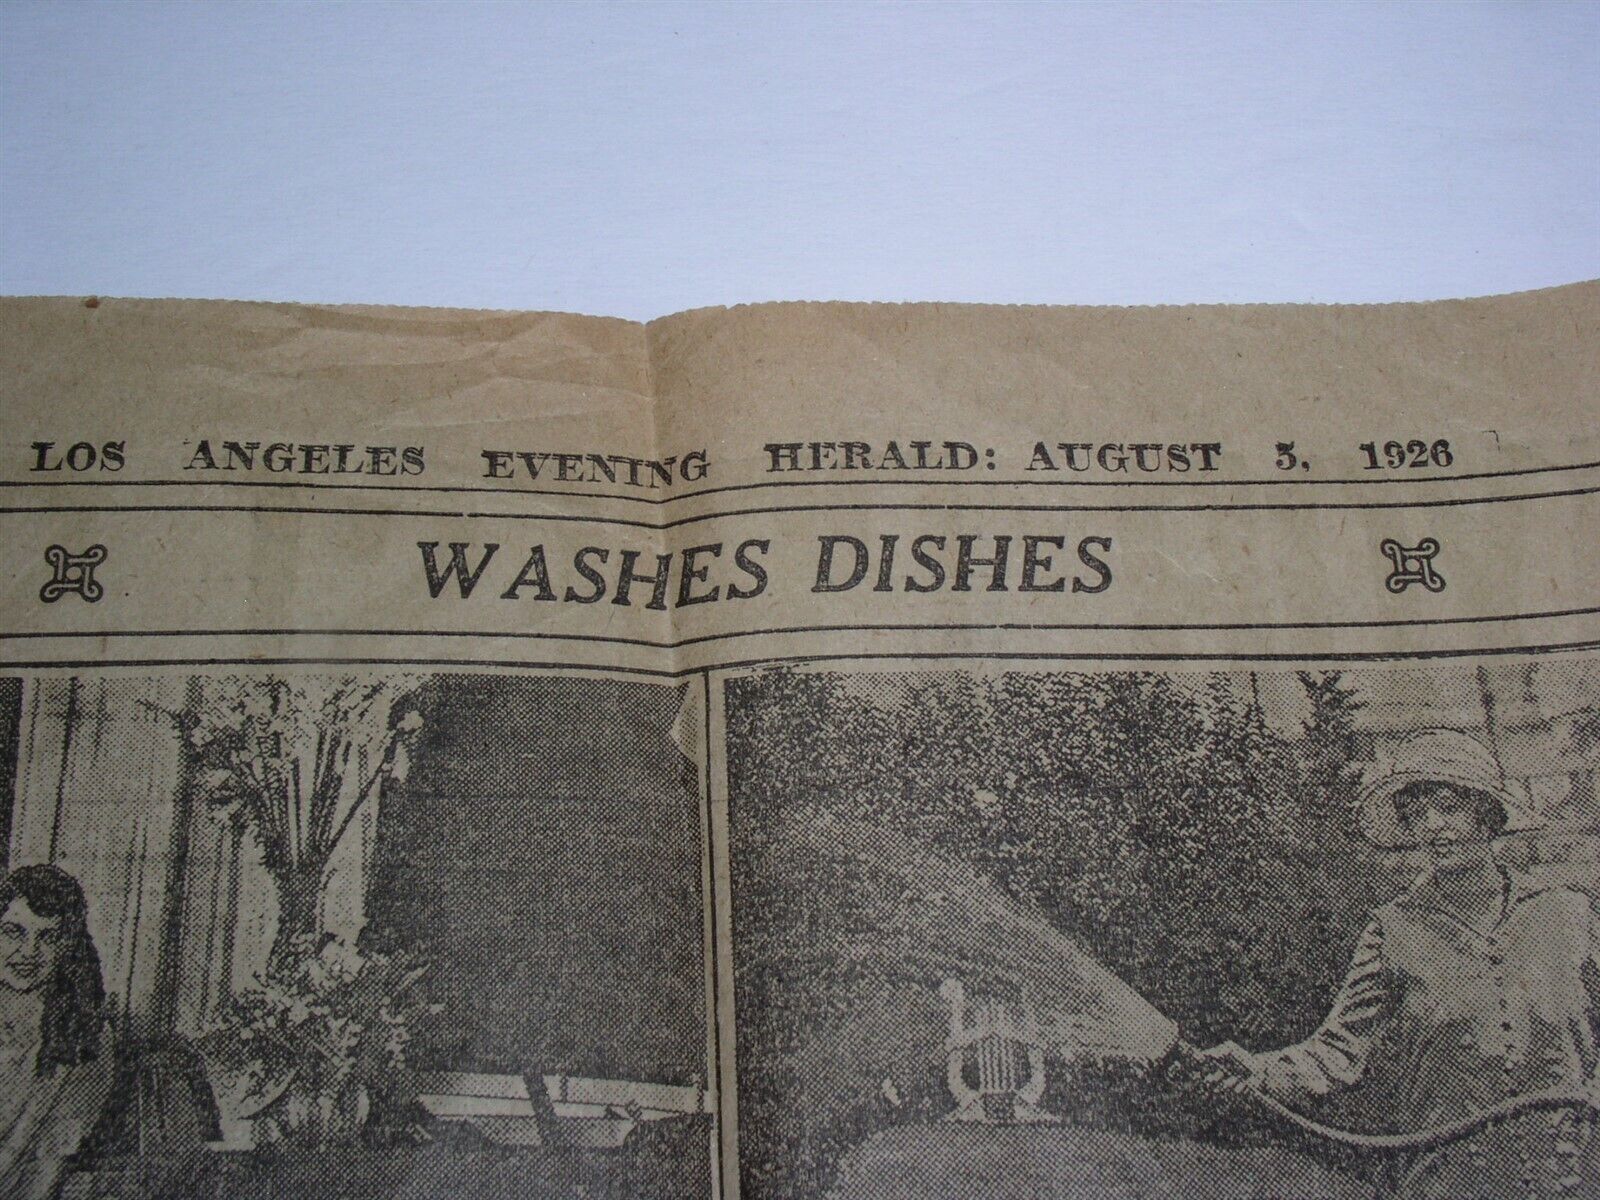 LOS ANGELES EVENING HERALD: AUGUST 5, 1926
WASHES DISHES